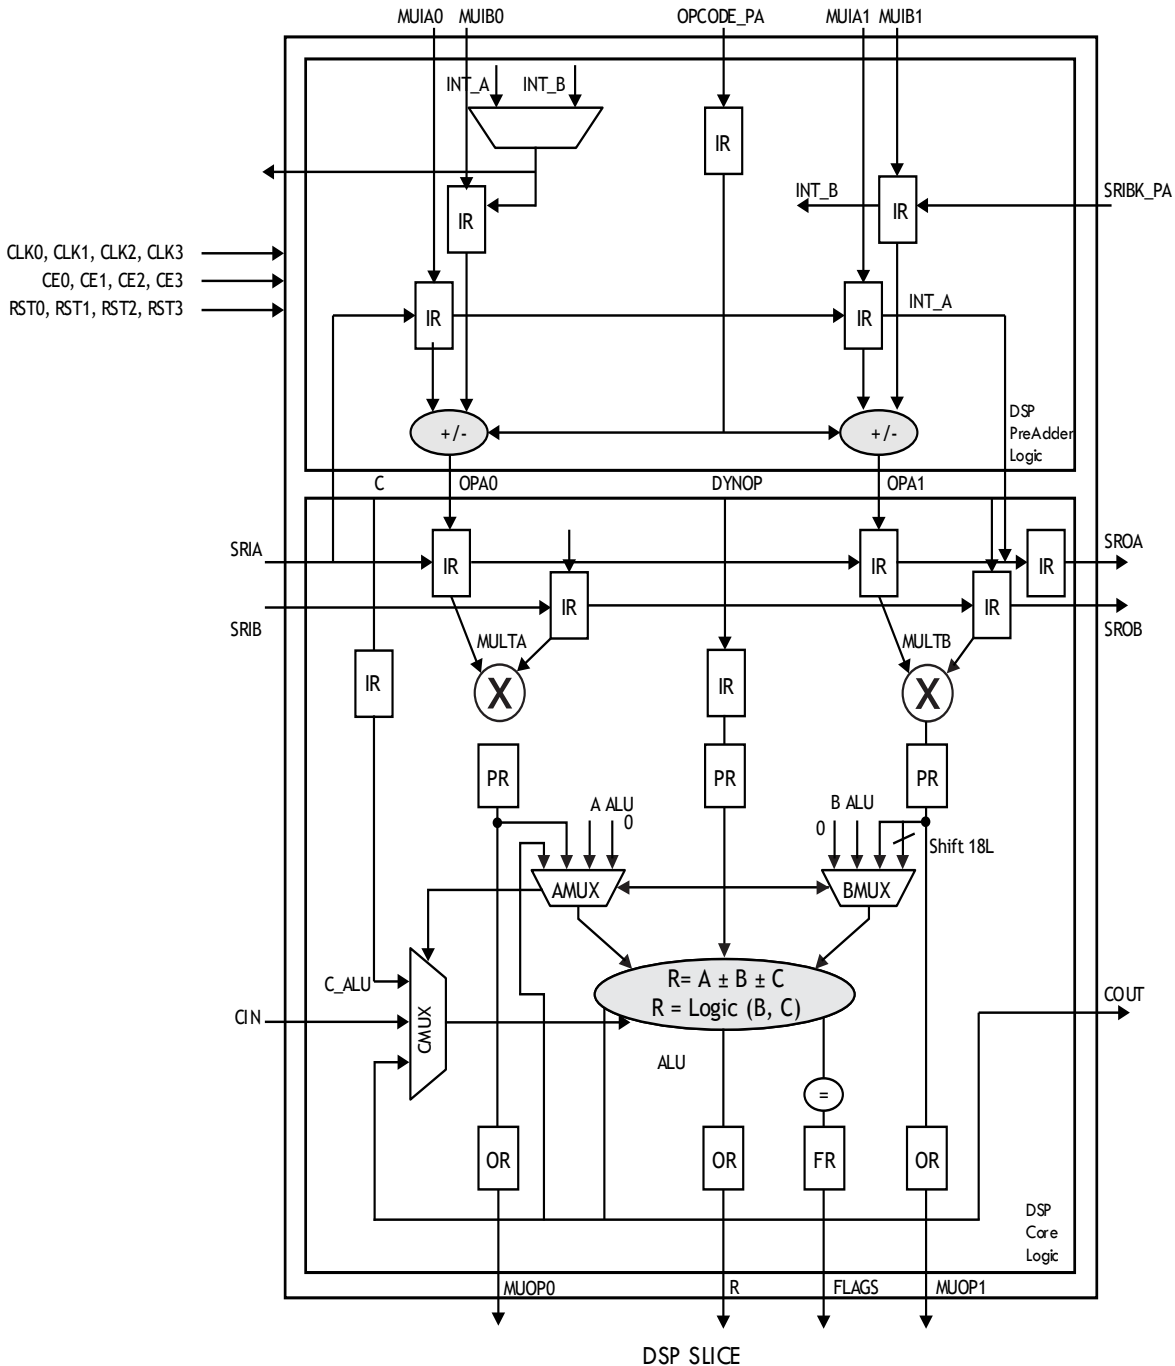 MUIA0 MUIB0 OPCODE_PA MUIA1 MUIB1
INT_A INT_B
IR
INT_B SRIBK_PA
IR IR
CLK0, CLK1, CLK2, CLK3
CE0, CE1, CE2, CE3
RST0, RST1, RST2, RST3
INT_A
IR IR
+/- +/-
DSP
PreAdder
Logic
C OPA0 DYNOP OPA1
SRIA SROA
IR IR IR
IR IR
SRIB SROB
MULTA MULTB
IR X IR X
PR PR PR
A ALU B ALU
0 0
Shift 18L
AMUX BMUX
R= A ± B ± C
C_ALU
R = Logic (B, C)
COUT
CIN
CMUX
ALU
=
OR OR FR OR
DSP
Core
Logic
MUOP0 R FLAGS MUOP1
DSP SLICE